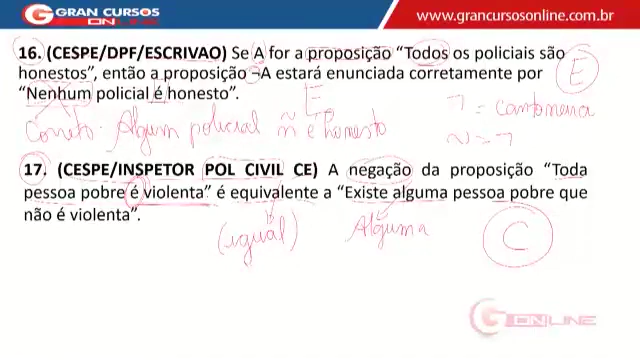 GRAN CURSOS
ONLINE
www.grancursosonline.com.br
16. (CESPE/DPF/ESCRIVAO) Se A for a proposição “Todos os policiais são
honestos”, então a proposição ¬A estará enunciada corretamente por
“Nenhum policial é honesto”.
E
E
¬ = cantoneira
Correto. Algum policial ñ é honesto
~ = ¬
17. (CESPE/INSPETOR POL CIVIL CE) A negação da proposição “Toda
pessoa pobre é violenta” é equivalente a “Existe alguma pessoa pobre que
não é violenta”.
(igual)
Alguma
C
G ONLINE